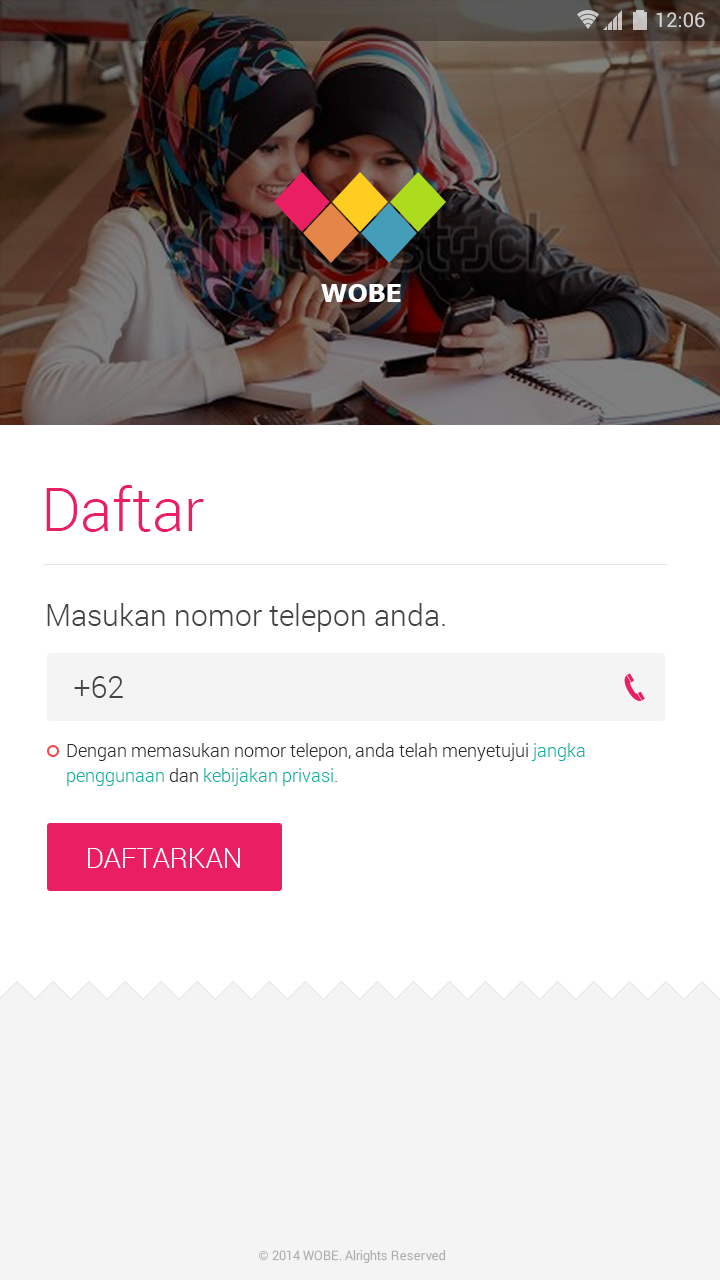 12:06
shutterstock
WOBE
Daftar
Masukan nomor telepon anda.
+62
Dengan memasukan nomor telepon, anda telah menyetujui jangka
penggunaan dan kebijakan privasi.
DAFTARKAN
© 2014 WOBE. Alrights Reserved